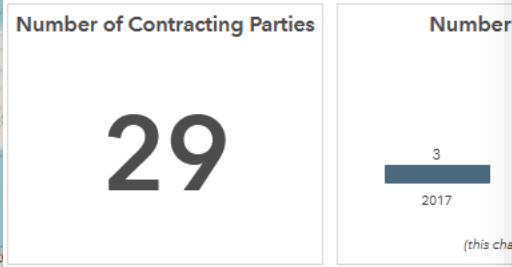 Number of Contracting Parties
29
Number
3
2017
(this cha